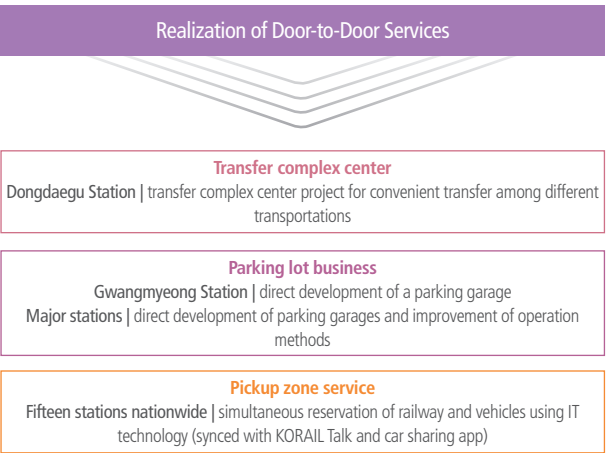 Realization of Door-to-Door Services
Transfer complex center
Dongdaegu Station | transfer complex center project for convenient transfer among different
transportations
Parking lot business
Gwangmyeong Station | direct development of a parking garage
Major stations | direct development of parking garages and improvement of operation
methods
Pickup zone service
Fifteen stations nationwide | simultaneous reservation of railway and vehicles using IT
technology (synced with KORAIL Talk and car sharing app)